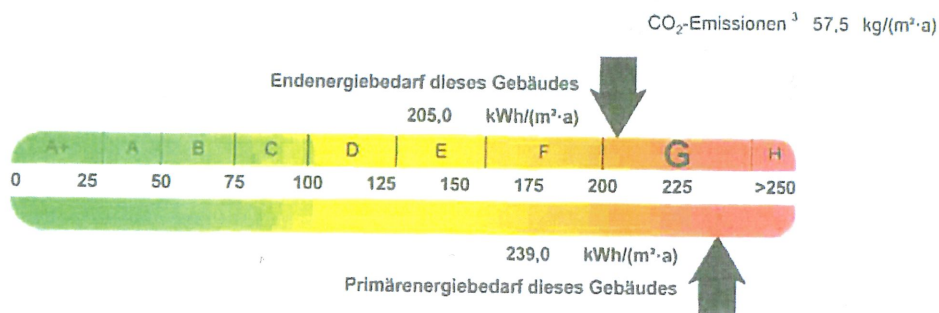 CO₂-Emissionen ³ 57,5 kg/(m²·a)
Endenergiebedarf dieses Gebäudes
205,0 kWh/(m²·a)
A+ A B C D E F G H
0 25 50 75 100 125 150 175 200 225 >250
239,0 kWh/(m²·a)
Primärenergiebedarf dieses Gebäudes